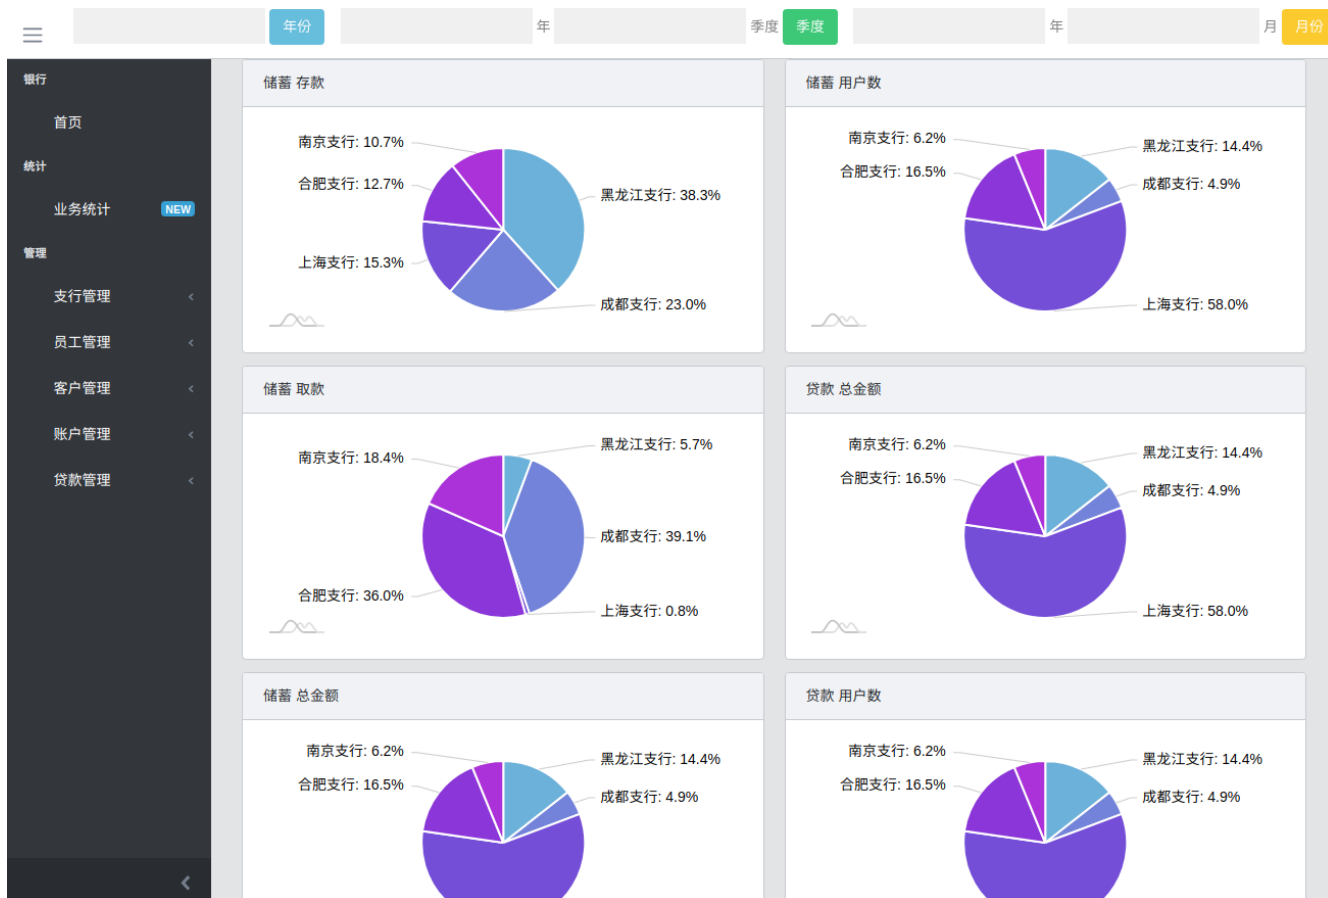 年份
年
季度
季度
年
月
月份
银行
首页
统计
业务统计 NEW
管理
支行管理
员工管理
客户管理
账户管理
贷款管理
储蓄 存款
南京支行: 10.7%
合肥支行: 12.7%
上海支行: 15.3%
黑龙江支行: 38.3%
成都支行: 23.0%
储蓄 用户数
南京支行: 6.2%
合肥支行: 16.5%
黑龙江支行: 14.4%
成都支行: 4.9%
上海支行: 58.0%
储蓄 取款
南京支行: 18.4%
合肥支行: 36.0%
黑龙江支行: 5.7%
成都支行: 39.1%
上海支行: 0.8%
贷款 总金额
南京支行: 6.2%
合肥支行: 16.5%
黑龙江支行: 14.4%
成都支行: 4.9%
上海支行: 58.0%
储蓄 总金额
南京支行: 6.2%
合肥支行: 16.5%
黑龙江支行: 14.4%
成都支行: 4.9%
贷款 用户数
南京支行: 6.2%
合肥支行: 16.5%
黑龙江支行: 14.4%
成都支行: 4.9%